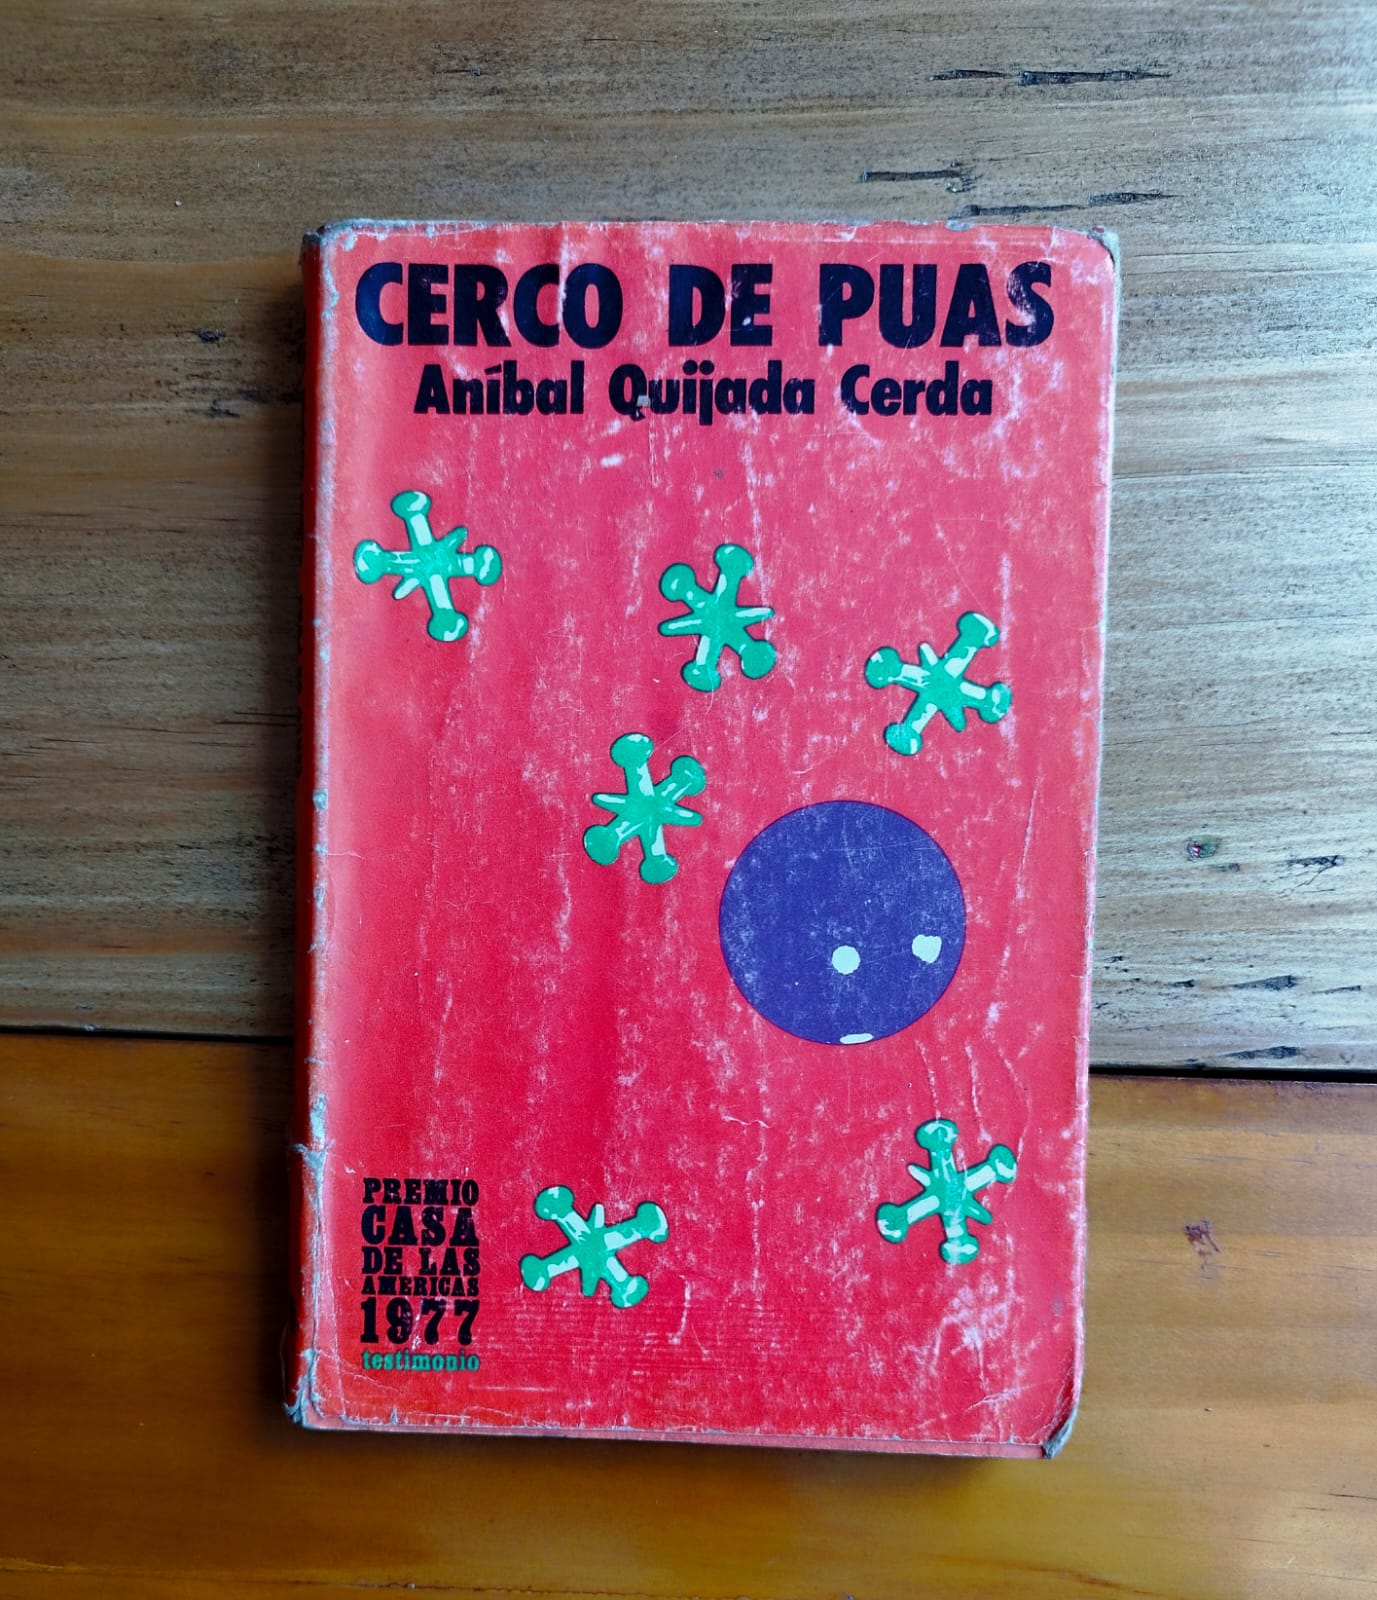 CERCO DE PUAS
Aníbal Quijada Cerda
PREMIO
CASA
DE LAS
AMERICAS
1977
testimonio